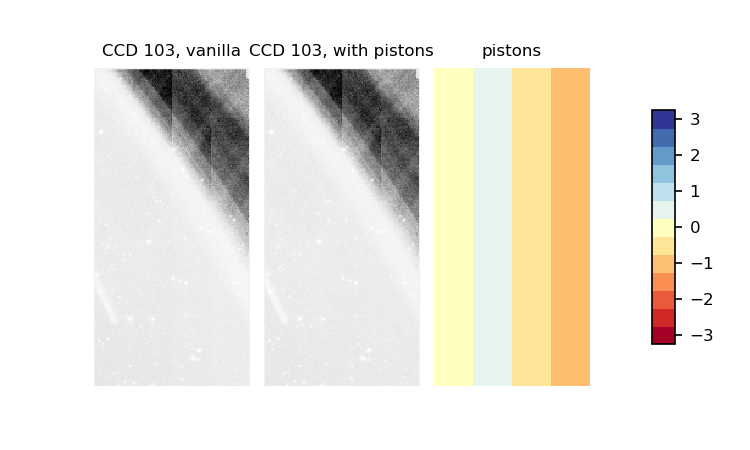 CCD 103, vanilla
CCD 103, with pistons
pistons
3
2
1
0
−1
−2
−3